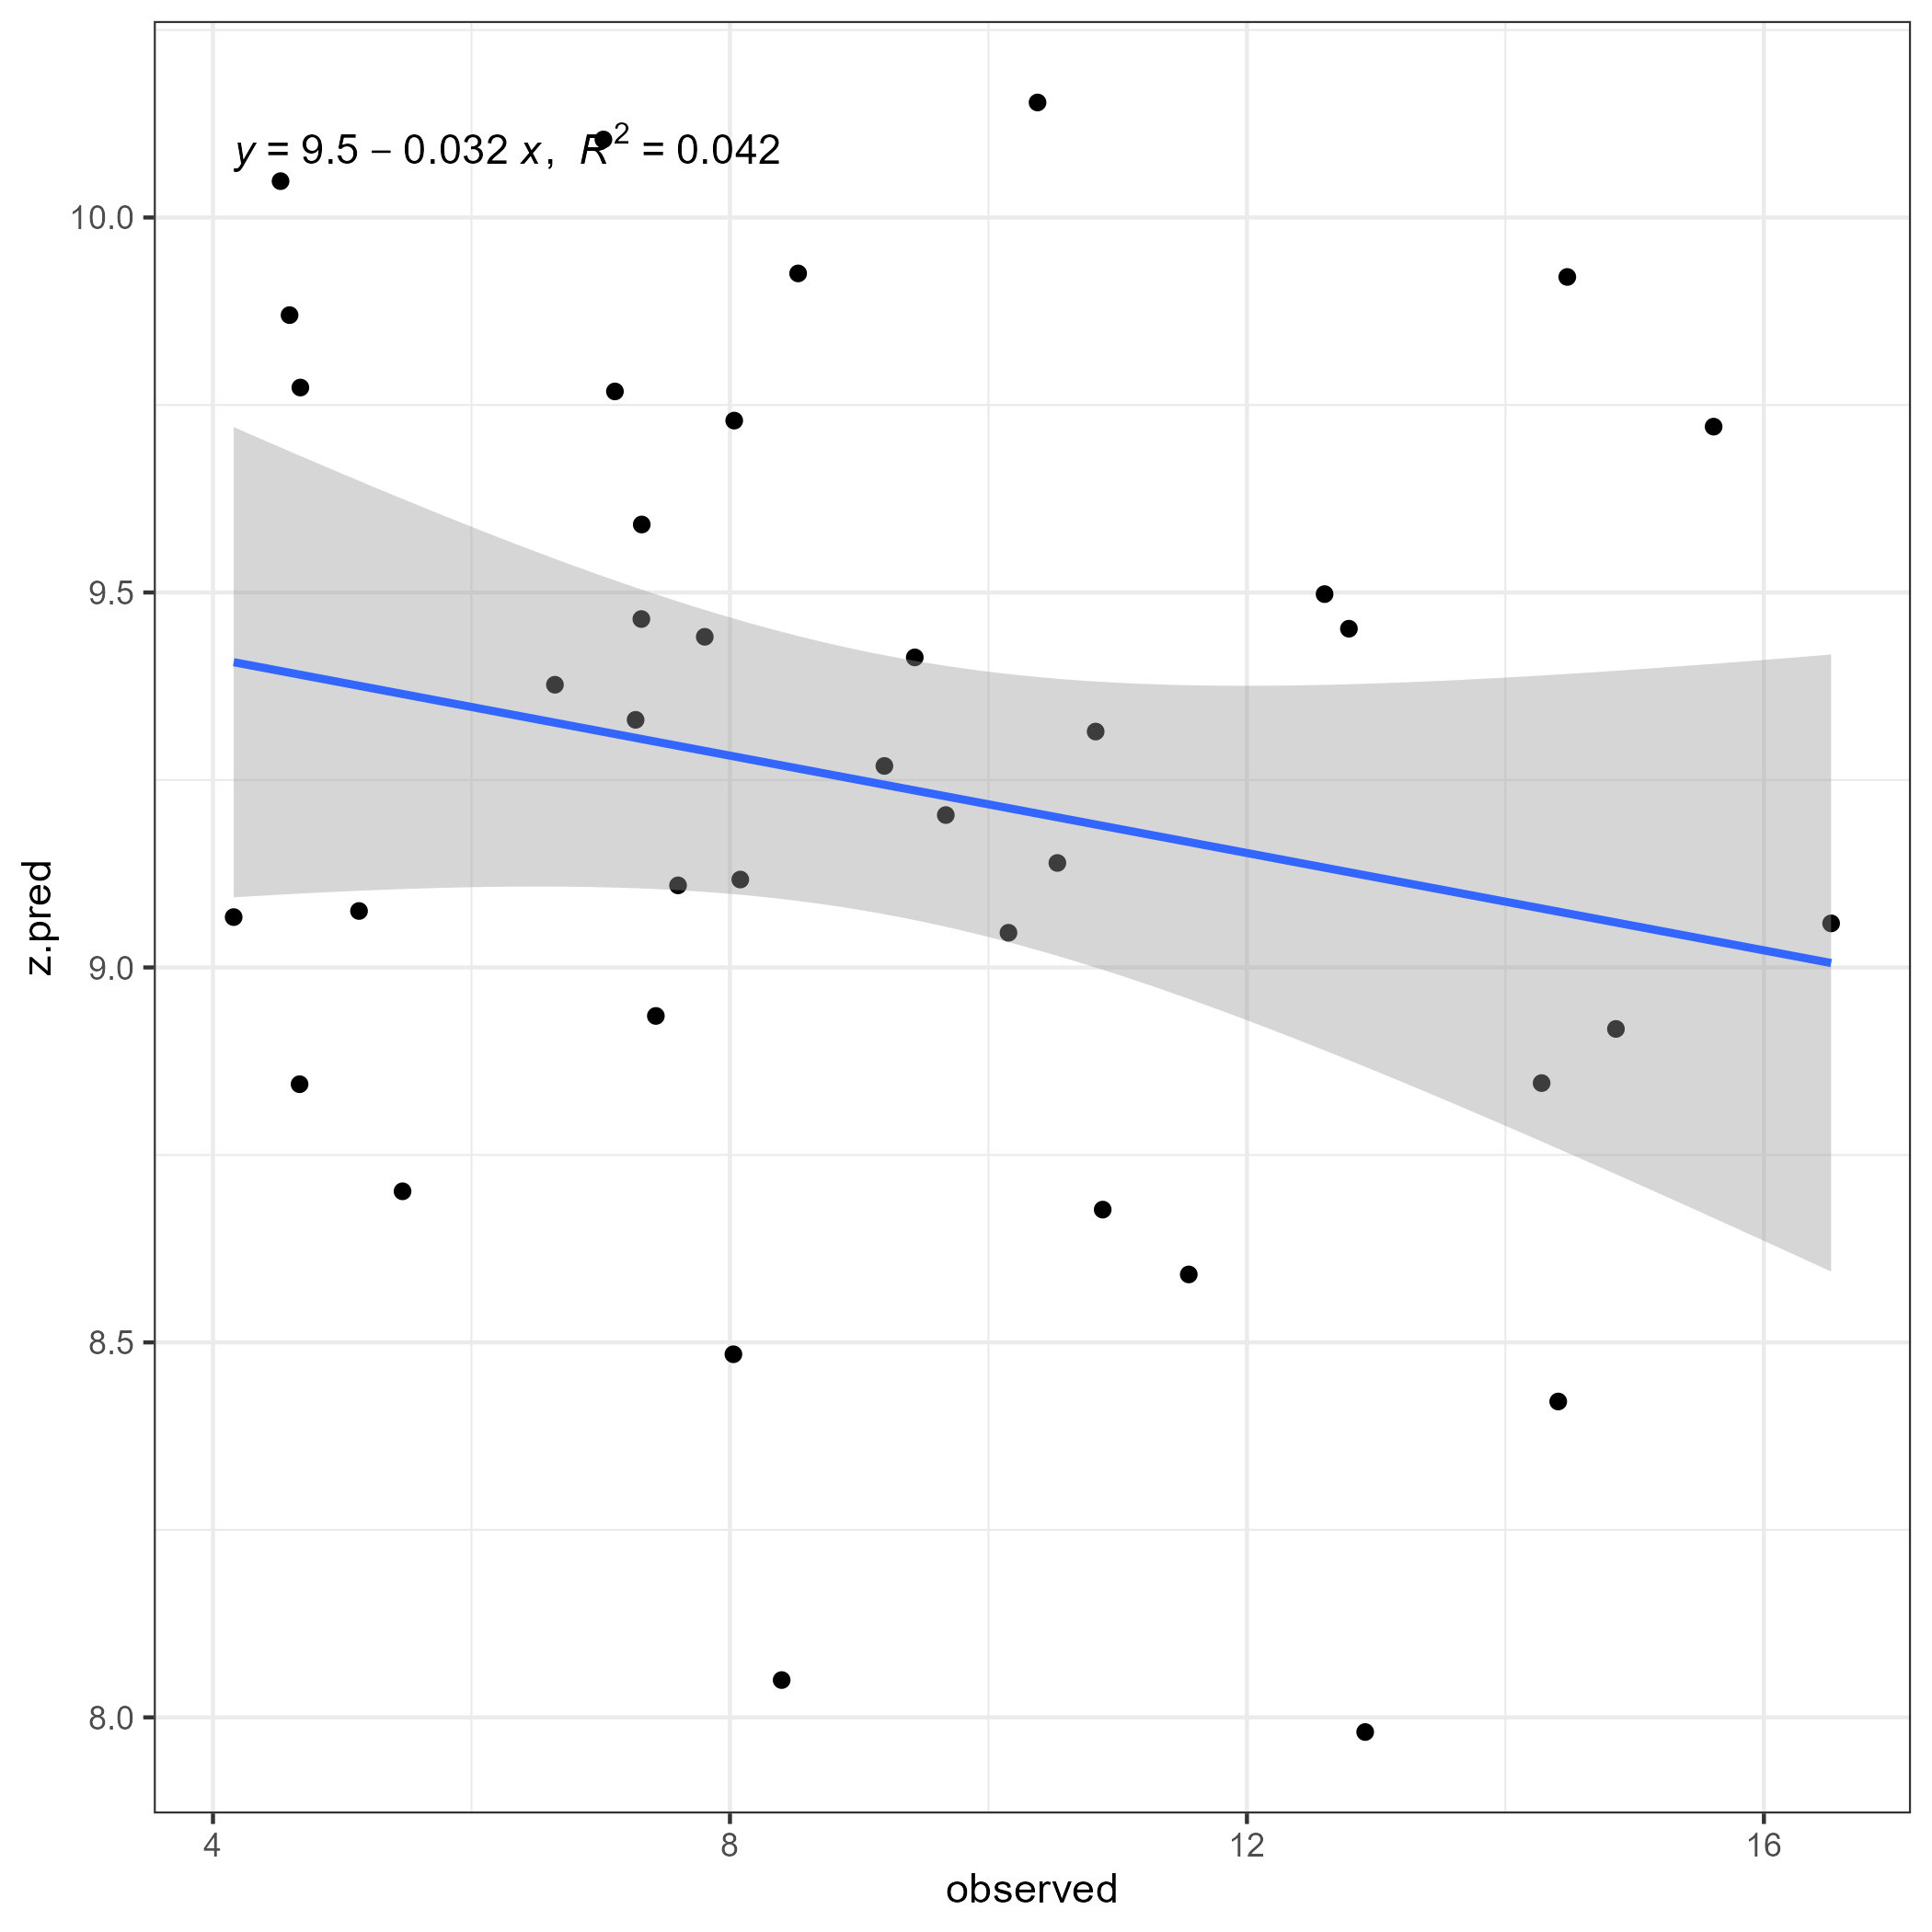 y = 9.5 – 0.032 x, R² = 0.042
10.0
9.5
9.0
8.5
8.0
z.pred
4 8 12 16
observed